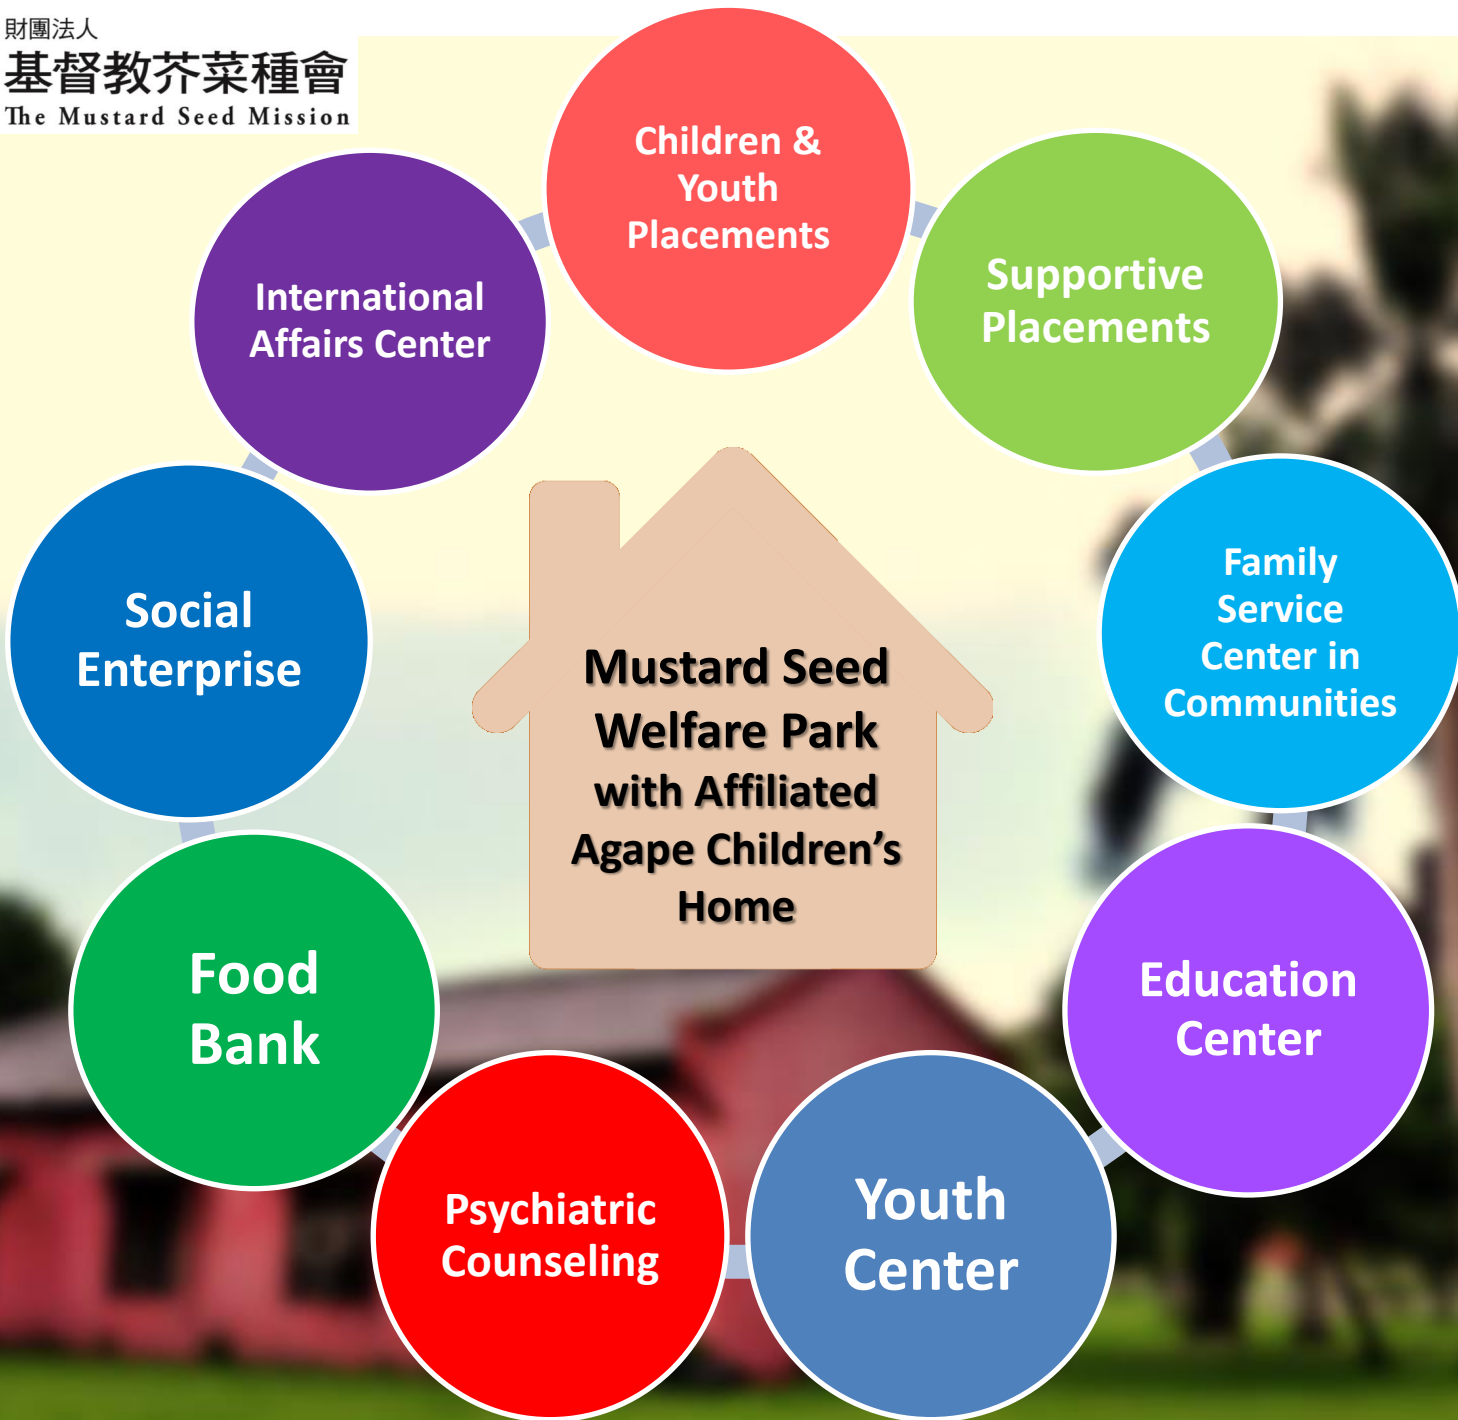 財團法人
基督教芥菜種會
The Mustard Seed Mission
Children &
Youth
Placements
Supportive
Placements
Family
Service
Center in
Communities
Education
Center
Youth
Center
Psychiatric
Counseling
Food
Bank
Social
Enterprise
International
Affairs Center
Mustard Seed
Welfare Park
with Affiliated
Agape Children’s
Home